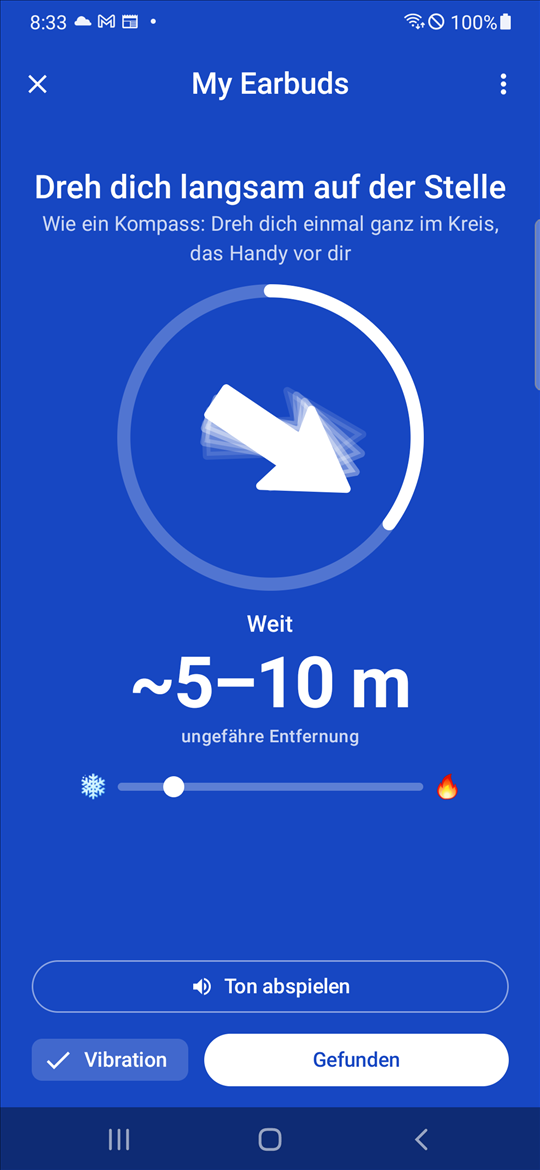 8:33
100%
My Earbuds
Dreh dich langsam auf der Stelle
Wie ein Kompass: Dreh dich einmal ganz im Kreis,
das Handy vor dir
Weit
~5–10 m
ungefähre Entfernung
Ton abspielen
Vibration
Gefunden